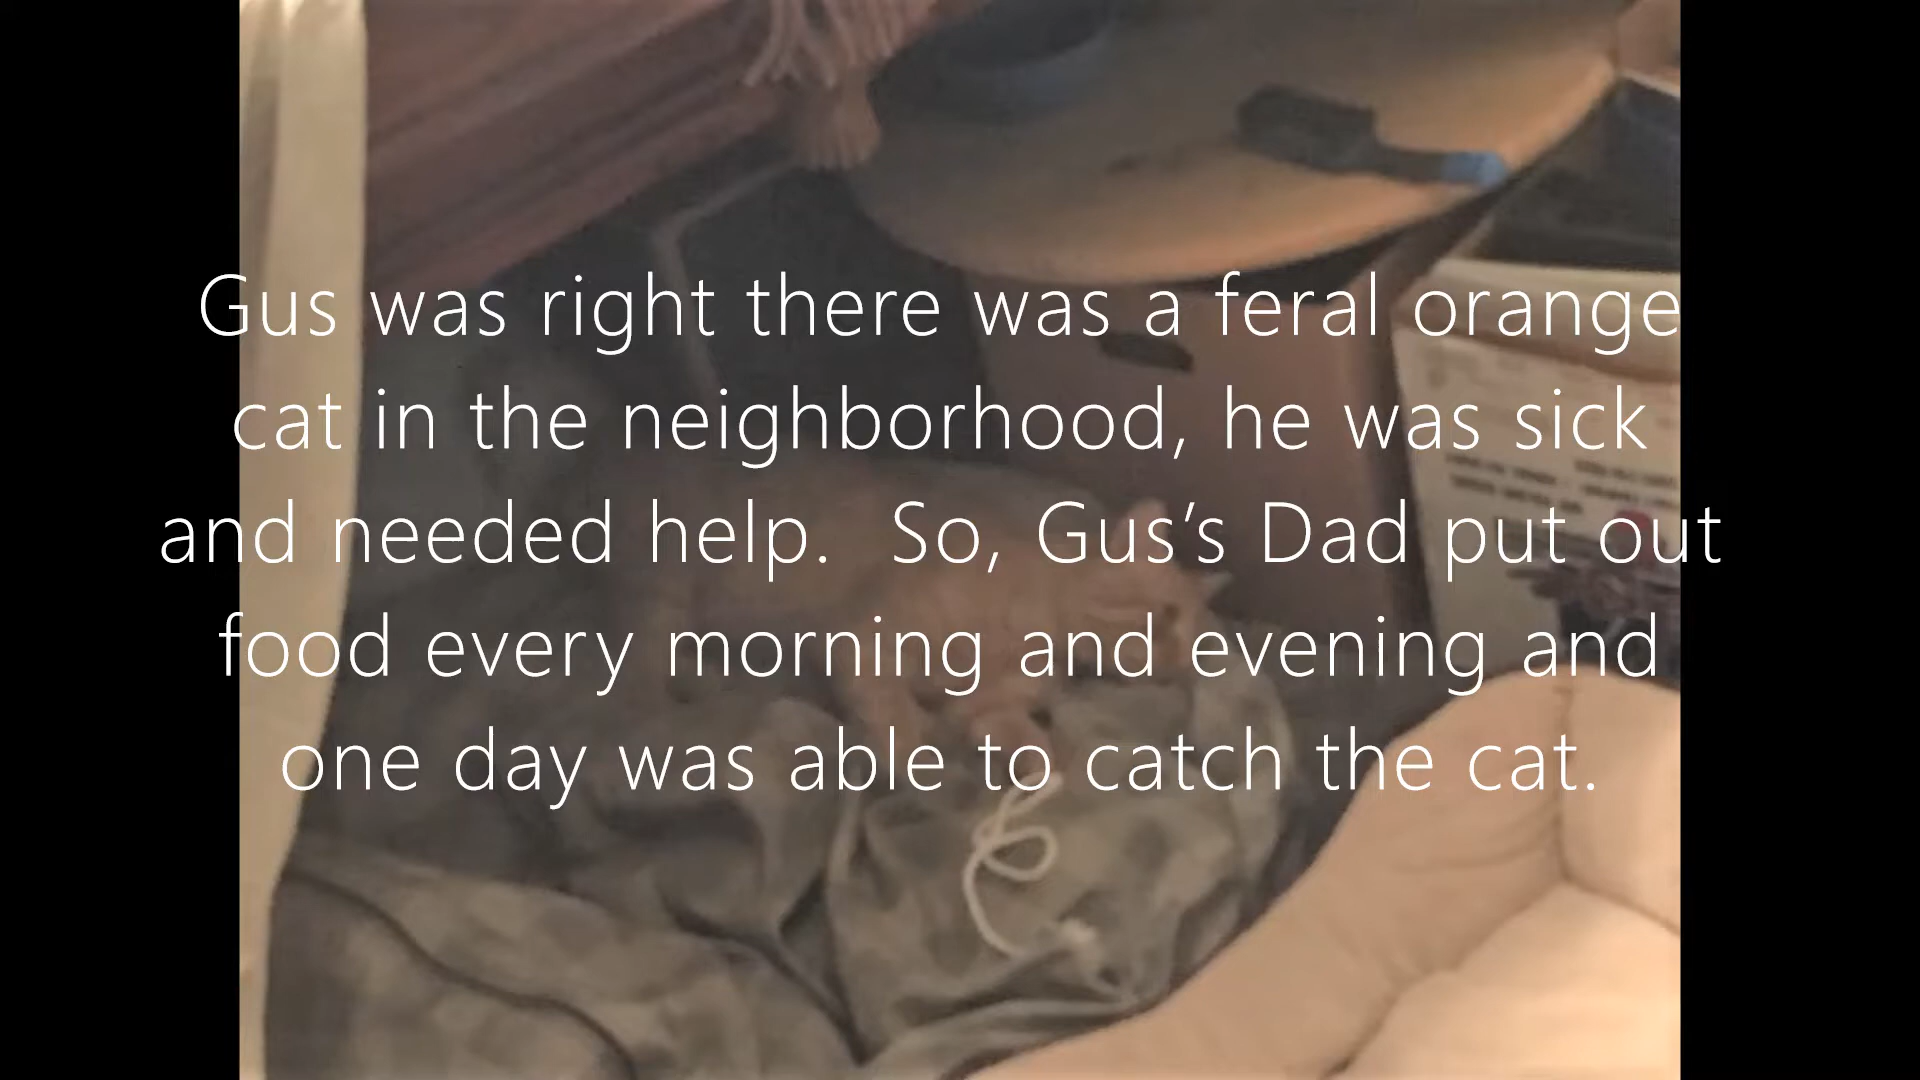 Gus was right there was a feral orange
cat in the neighborhood, he was sick
and needed help.  So, Gus’s Dad put out
food every morning and evening and
one day was able to catch the cat.